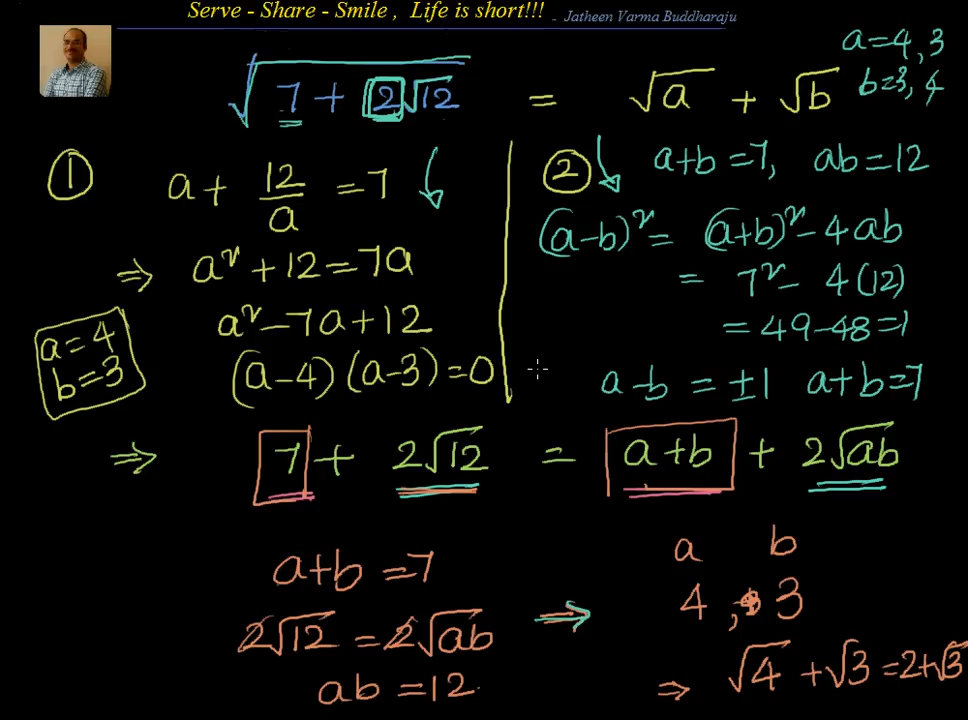 Serve - Share - Smile , Life is short!!! - Jatheen Varma Buddharaju
√(7 + 2√12) = √a + √b
a=4,3
b=3,4
① a + 12/a = 7
⇒ a² + 12 = 7a
a² - 7a + 12
(a-4)(a-3) = 0
a=4
b=3
② a+b = 7, ab = 12
(a-b)² = (a+b)² - 4ab
= 7² - 4(12)
= 49-48 = 1
a-b = ±1 a+b = 7
⇒ 7 + 2√12 = a+b + 2√ab
a+b = 7
2√12 = 2√ab
ab = 12
⇒ a b
4, 3
⇒ √4 + √3 = 2+√3